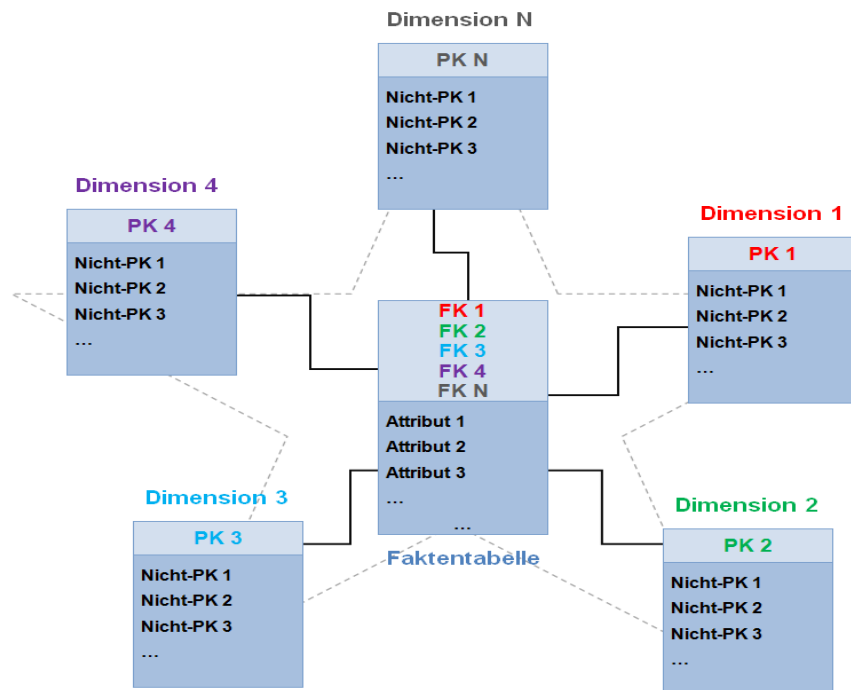 Dimension N
PK N
Nicht-PK 1
Nicht-PK 2
Nicht-PK 3
...
Dimension 4
PK 4
Nicht-PK 1
Nicht-PK 2
Nicht-PK 3
...
Dimension 1
PK 1
Nicht-PK 1
Nicht-PK 2
Nicht-PK 3
...
FK 1
FK 2
FK 3
FK 4
FK N
Attribut 1
Attribut 2
Attribut 3
...
...
Faktentabelle
Dimension 3
PK 3
Nicht-PK 1
Nicht-PK 2
Nicht-PK 3
...
Dimension 2
PK 2
Nicht-PK 1
Nicht-PK 2
Nicht-PK 3
...